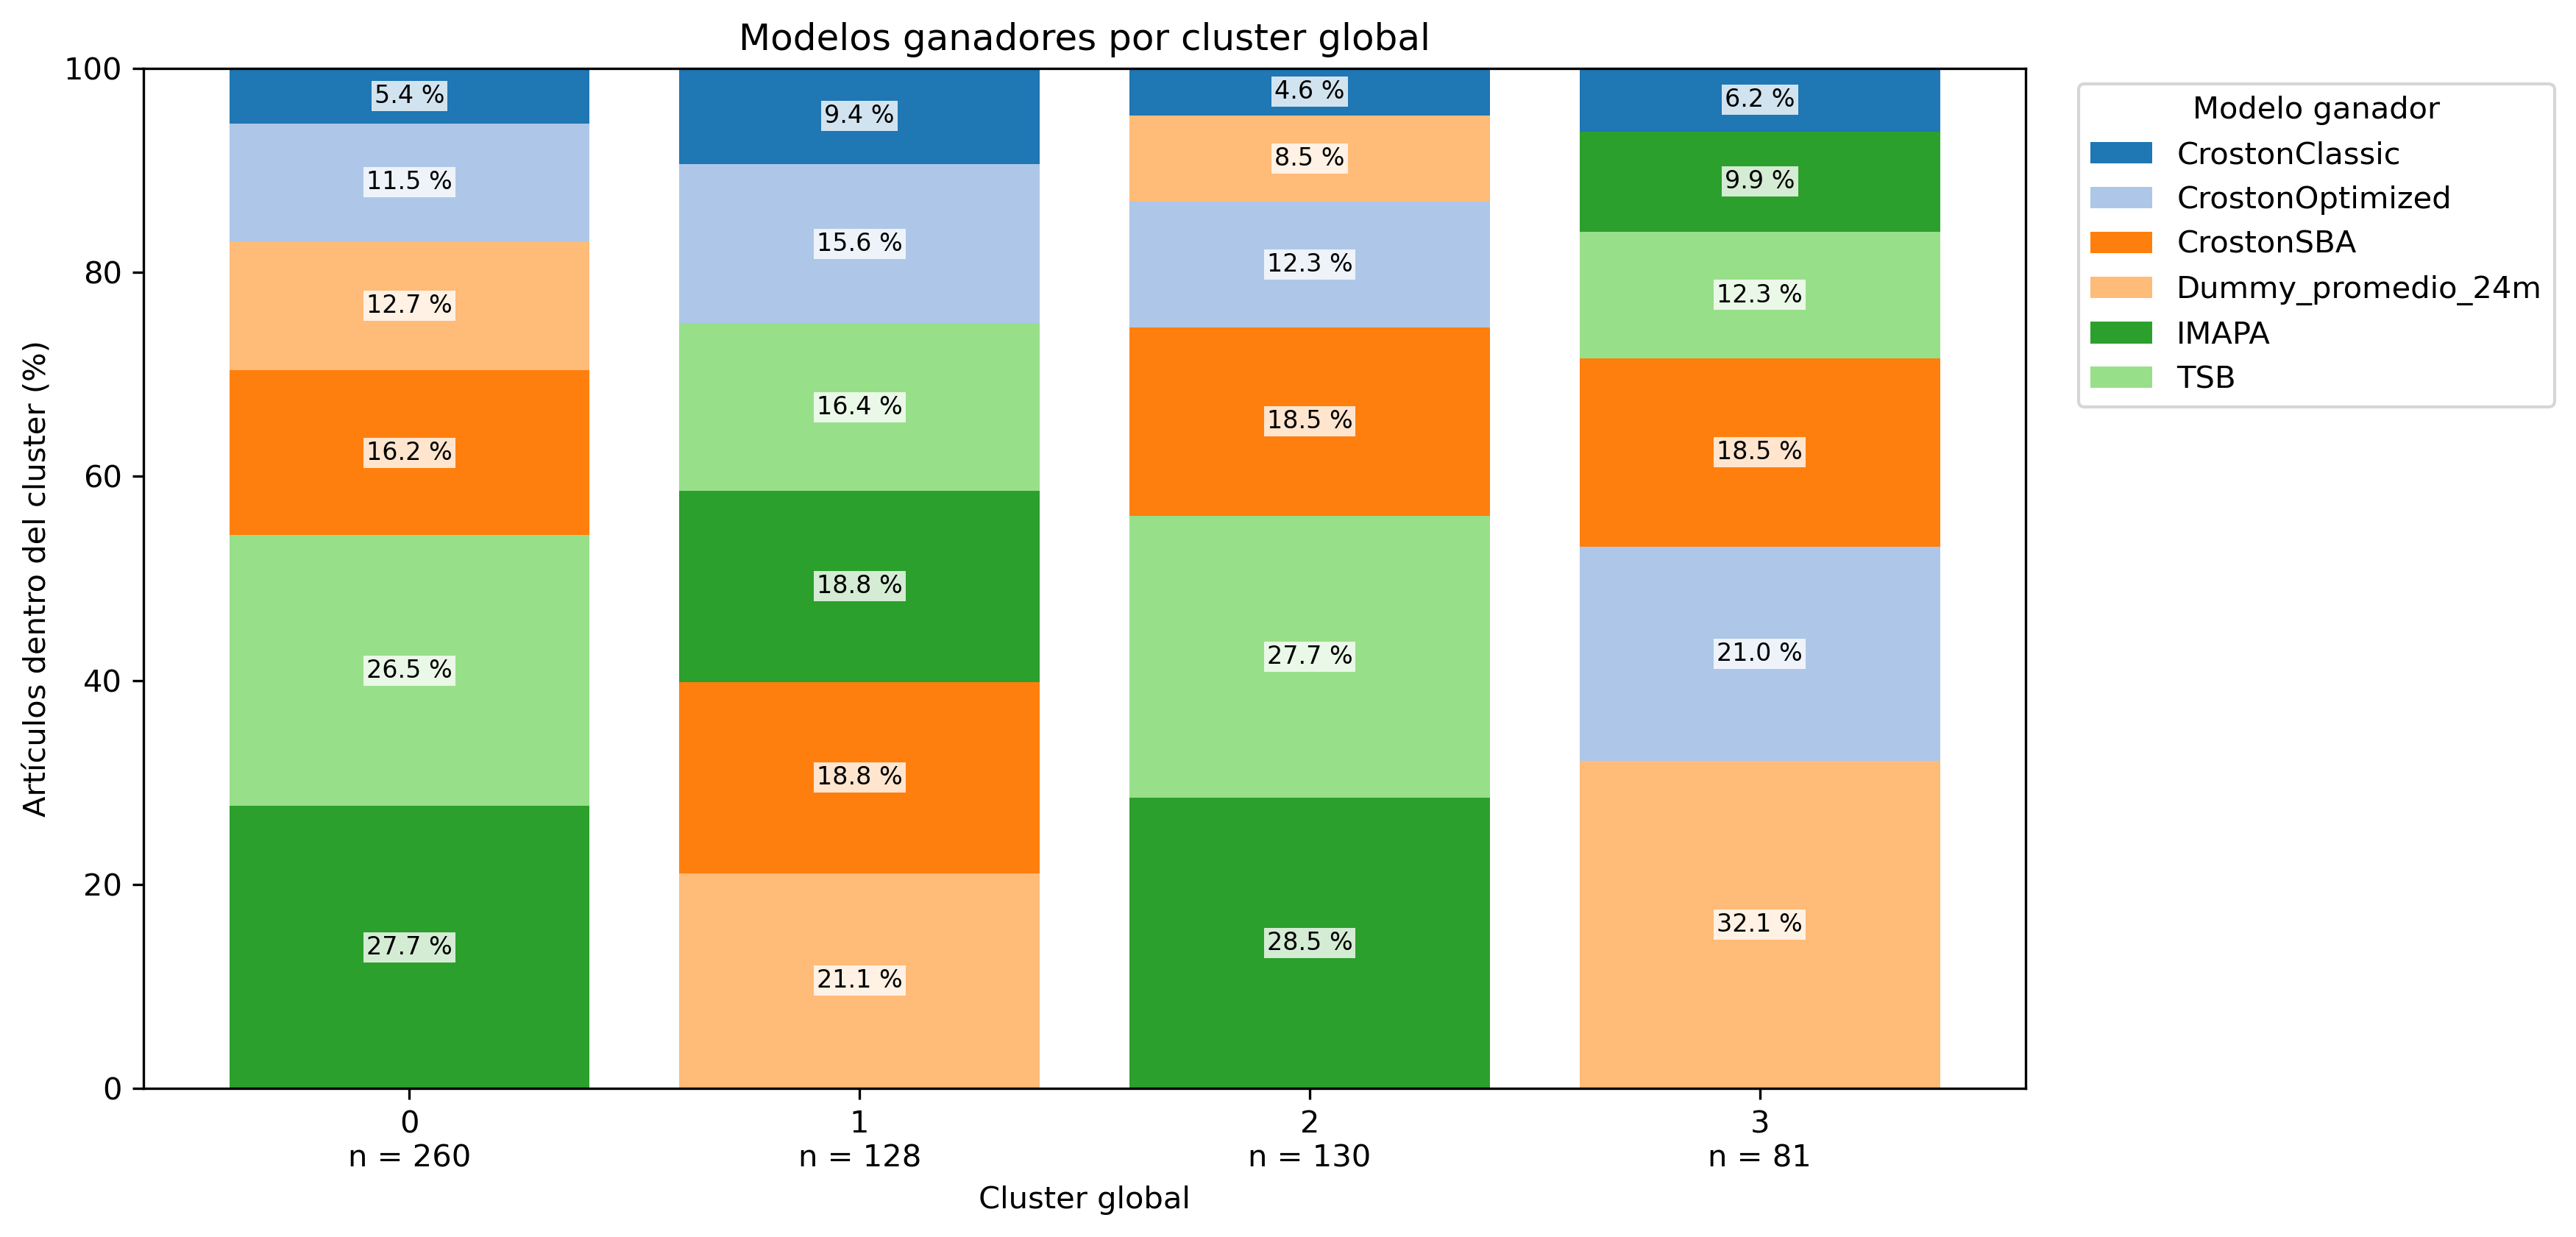 Modelos ganadores por cluster global
Artículos dentro del cluster (%)
100
80
60
40
20
0
5.4 %
11.5 %
12.7 %
16.2 %
26.5 %
27.7 %
9.4 %
15.6 %
16.4 %
18.8 %
18.8 %
21.1 %
4.6 %
8.5 %
12.3 %
18.5 %
27.7 %
28.5 %
6.2 %
9.9 %
12.3 %
18.5 %
21.0 %
32.1 %
0
n = 260
1
n = 128
2
n = 130
3
n = 81
Cluster global
Modelo ganador
CrostonClassic
CrostonOptimized
CrostonSBA
Dummy_promedio_24m
IMAPA
TSB